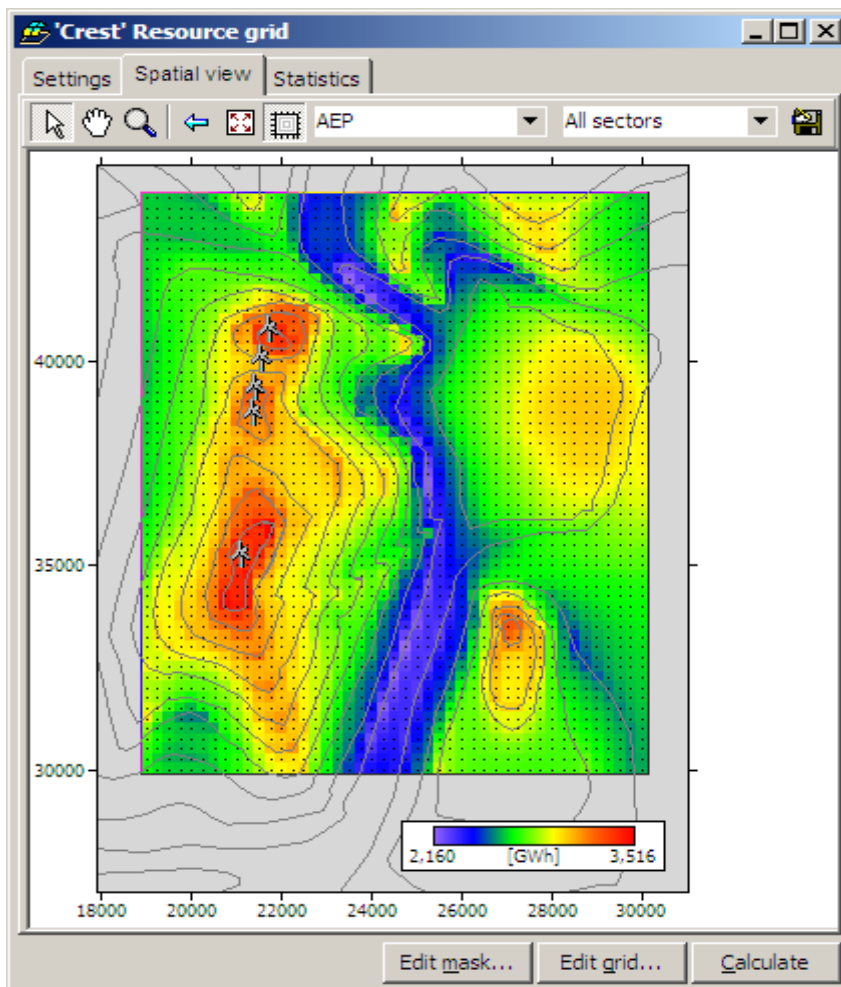 'Crest' Resource grid
Settings Spatial view Statistics
AEP All sectors
40000
35000
30000
2,160 [GWh] 3,516
18000 20000 22000 24000 26000 28000 30000
Edit mask... Edit grid... Calculate